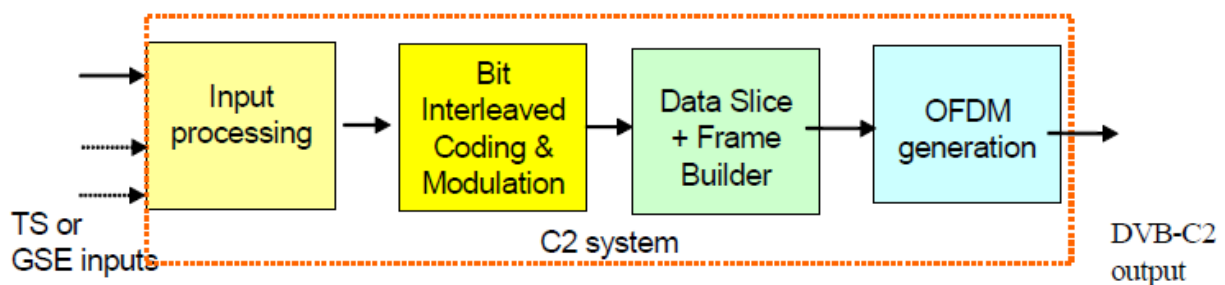 Input
processing
Bit
Interleaved
Coding &
Modulation
Data Slice
+ Frame
Builder
OFDM
generation
TS or
GSE inputs
C2 system
DVB-C2
output